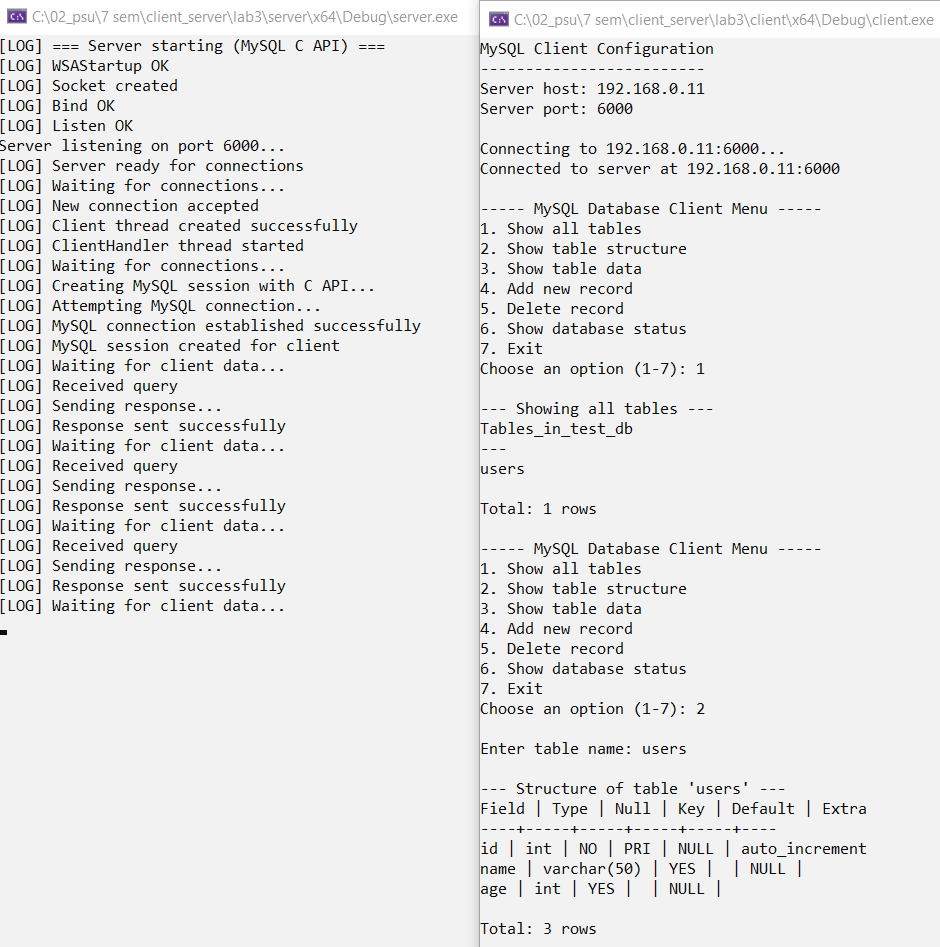 C:\02_psu\7 sem\client_server\lab3\server\x64\Debug\server.exe
[LOG] === Server starting (MySQL C API) ===
[LOG] WSAStartup OK
[LOG] Socket created
[LOG] Bind OK
[LOG] Listen OK
Server listening on port 6000...
[LOG] Server ready for connections
[LOG] Waiting for connections...
[LOG] New connection accepted
[LOG] Client thread created successfully
[LOG] ClientHandler thread started
[LOG] Waiting for connections...
[LOG] Creating MySQL session with C API...
[LOG] Attempting MySQL connection...
[LOG] MySQL connection established successfully
[LOG] MySQL session created for client
[LOG] Waiting for client data...
[LOG] Received query
[LOG] Sending response...
[LOG] Response sent successfully
[LOG] Waiting for client data...
[LOG] Received query
[LOG] Sending response...
[LOG] Response sent successfully
[LOG] Waiting for client data...
[LOG] Received query
[LOG] Sending response...
[LOG] Response sent successfully
[LOG] Waiting for client data...
C:\02_psu\7 sem\client_server\lab3\client\x64\Debug\client.exe
MySQL Client Configuration
-------------------------
Server host: 192.168.0.11
Server port: 6000
Connecting to 192.168.0.11:6000...
Connected to server at 192.168.0.11:6000
----- MySQL Database Client Menu -----
1. Show all tables
2. Show table structure
3. Show table data
4. Add new record
5. Delete record
6. Show database status
7. Exit
Choose an option (1-7): 1
--- Showing all tables ---
Tables_in_test_db
---
users
Total: 1 rows
----- MySQL Database Client Menu -----
1. Show all tables
2. Show table structure
3. Show table data
4. Add new record
5. Delete record
6. Show database status
7. Exit
Choose an option (1-7): 2
Enter table name: users
--- Structure of table 'users' ---
Field | Type | Null | Key | Default | Extra
----+-----+-----+-----+-----+----
id | int | NO | PRI | NULL | auto_increment
name | varchar(50) | YES |  | NULL |
age | int | YES |  | NULL |
Total: 3 rows